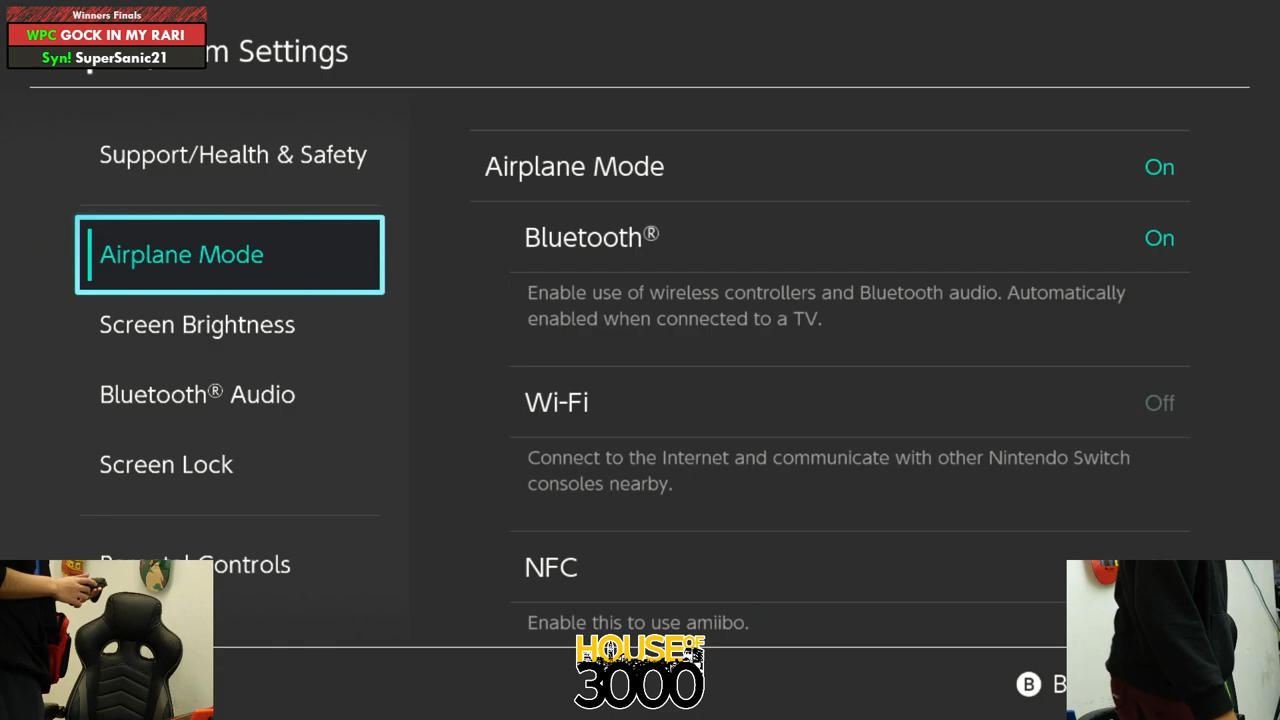 Winners Finals
WPC GOCK IN MY RARI
Syn! SuperSanic21
m Settings
Support/Health & Safety
Airplane Mode
Screen Brightness
Bluetooth® Audio
Screen Lock
Controls
Airplane Mode On
Bluetooth® On
Enable use of wireless controllers and Bluetooth audio. Automatically
enabled when connected to a TV.
Wi-Fi Off
Connect to the Internet and communicate with other Nintendo Switch
consoles nearby.
NFC
Enable this to use amiibo.
HOUSE OF
3000
B B